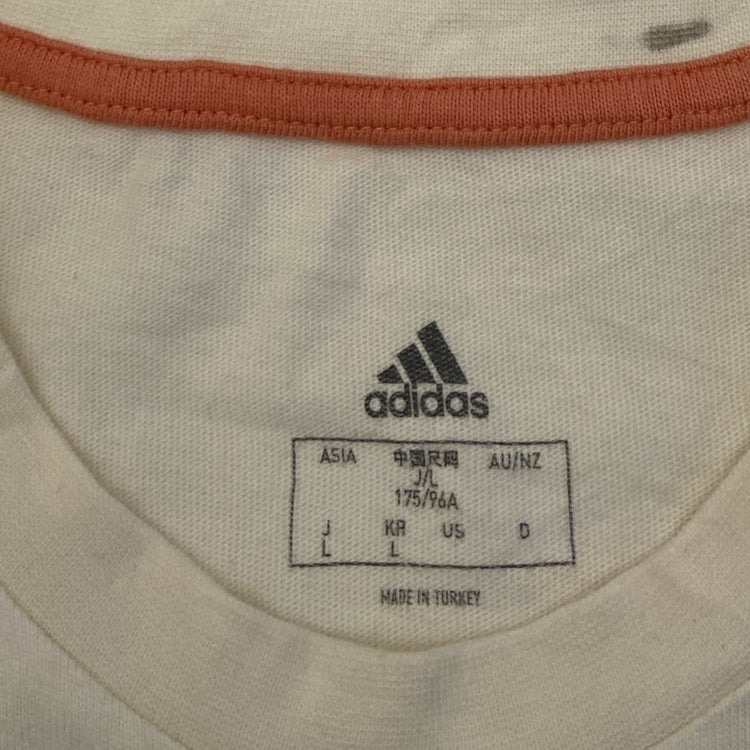 adidas
ASIA 中国尺码 AU/NZ
J/L
175/96A
J KR US D
L L
MADE IN TURKEY